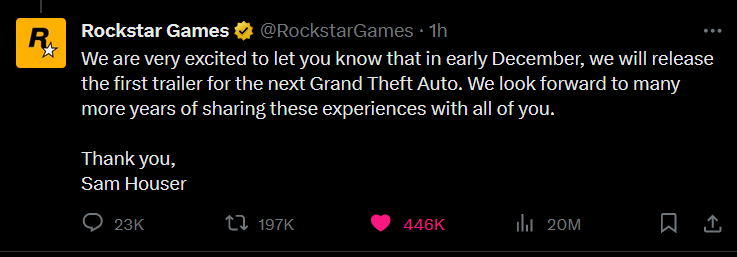 Rockstar Games @RockstarGames · 1h
We are very excited to let you know that in early December, we will release
the first trailer for the next Grand Theft Auto. We look forward to many
more years of sharing these experiences with all of you.
Thank you,
Sam Houser
23K 197K 446K 20M